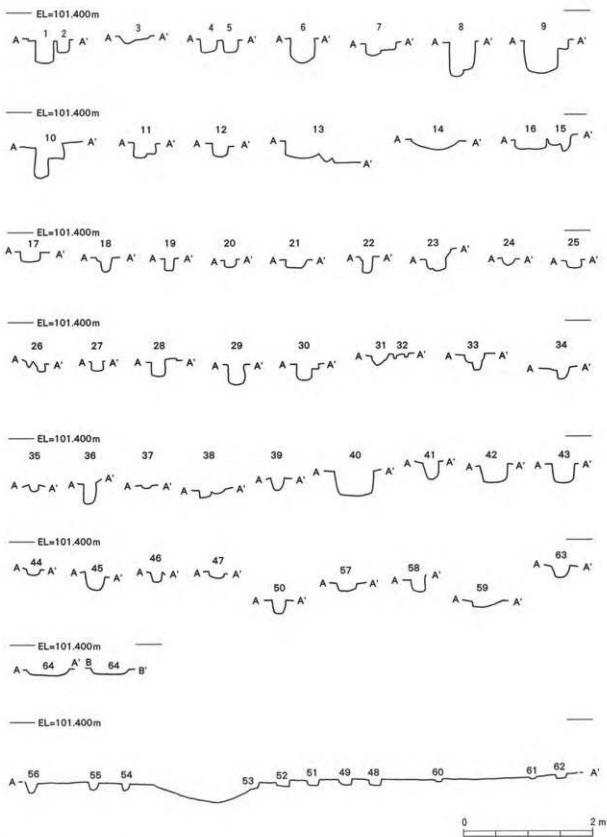 EL=101.400m
1 2 3 4 5 6 7 8 9
A A' A A' A A' A A' A A' A A' A A'
EL=101.400m
10 11 12 13 14 16 15
A A' A A' A A' A A' A A' A A'
EL=101.400m
17 18 19 20 21 22 23 24 25
A A' A A' A A' A A' A A' A A' A A' A A' A A'
EL=101.400m
26 27 28 29 30 31 32 33 34
A A' A A' A A' A A' A A' A A' A A' A A'
EL=101.400m
35 36 37 38 39 40 41 42 43
A A' A A' A A' A A' A A' A A' A A' A A' A A'
EL=101.400m
44 45 46 47 50 57 58 59 63
A A' A A' A A' A A' A A' A A' A A' A A' A A'
EL=101.400m
A 64 A' B 64 B'
EL=101.400m
A 56 55 54 53 52 51 49 48 60 61 62 A'
0 2 m